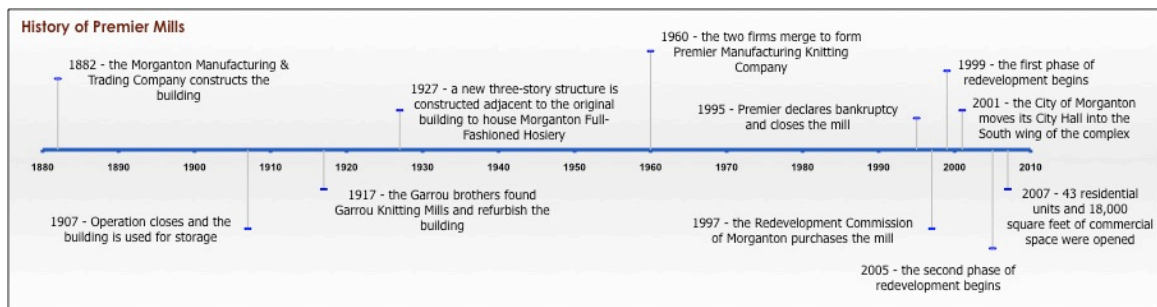 History of Premier Mills
1882 - the Morganton Manufacturing &
Trading Company constructs the
building
1927 - a new three-story structure is
constructed adjacent to the original
building to house Morganton Full-
Fashioned Hosiery
1960 - the two firms merge to form
Premier Manufacturing Knitting
Company
1995 - Premier declares bankruptcy
and closes the mill
1999 - the first phase of
redevelopment begins
2001 - the City of Morganton
moves its City Hall into the
South wing of the complex
1880 1890 1900 1910 1920 1930 1940 1950 1960 1970 1980 1990 2000 2010
1907 - Operation closes and the
building is used for storage
1917 - the Garrou brothers found
Garrou Knitting Mills and refurbish the
building
1997 - the Redevelopment Commission
of Morganton purchases the mill
2005 - the second phase of
redevelopment begins
2007 - 43 residential
units and 18,000
square feet of commercial
space were opened